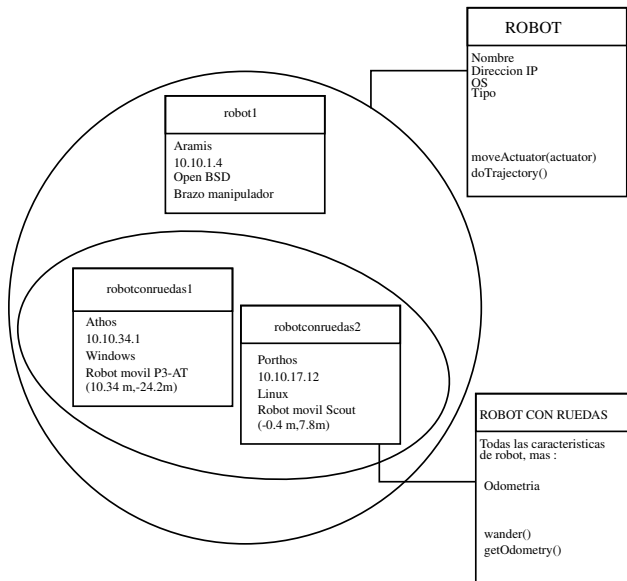 ROBOT
Nombre
Direccion IP
OS
Tipo
moveActuator(actuator)
doTrajectory()
robot1
Aramis
10.10.1.4
Open BSD
Brazo manipulador
robotconruedas1
Athos
10.10.34.1
Windows
Robot movil P3-AT
(10.34 m,-24.2m)
robotconruedas2
Porthos
10.10.17.12
Linux
Robot movil Scout
(-0.4 m,7.8m)
ROBOT CON RUEDAS
Todas las caracteristicas
de robot, mas :
Odometria
wander()
getOdometry()